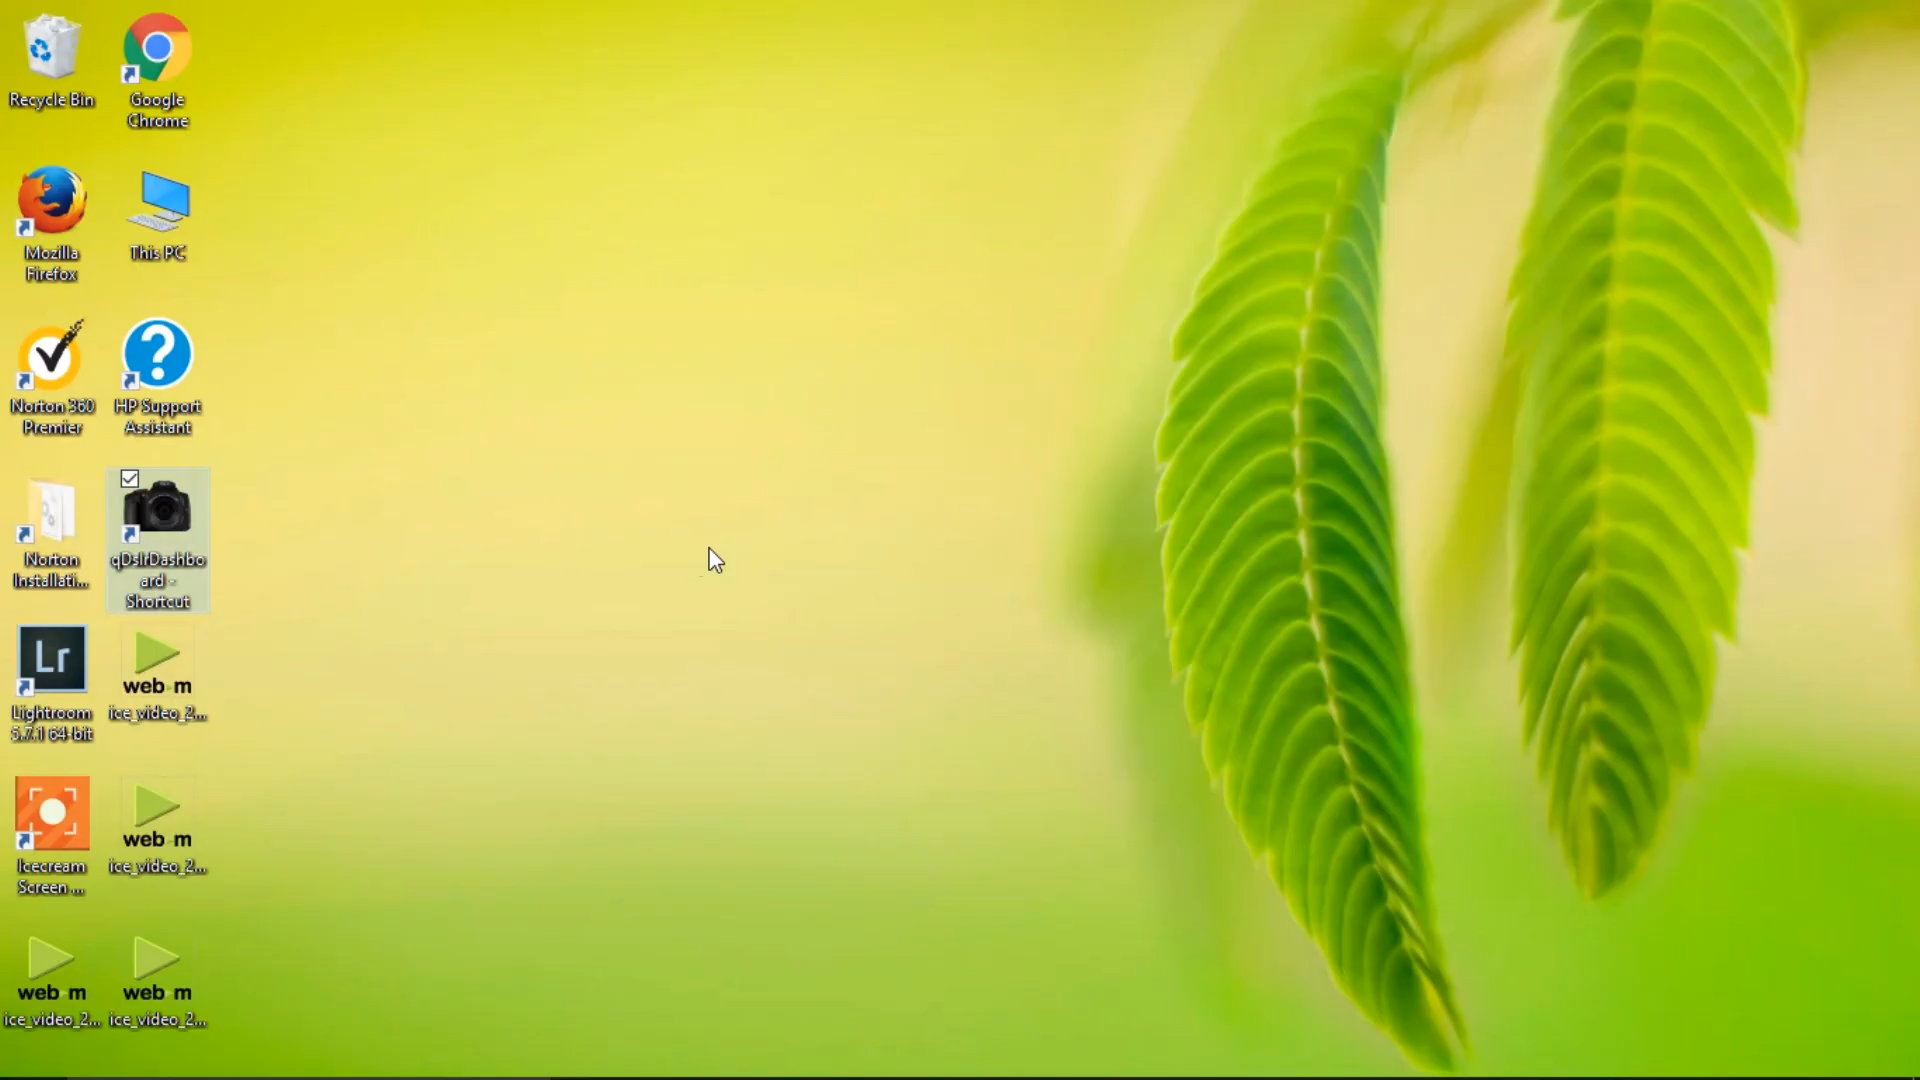 Recycle Bin
Google
Chrome
Mozilla
Firefox
This PC
Norton 360
Premier
HP Support
Assistant
Norton
Installati...
qDslrDashbo
ard -
Shortcut
Lr
Lightroom
5.7.1 64-bit
web m
ice_video_2...
Icecream
Screen ...
web m
ice_video_2...
web m
ice_video_2...
web m
ice_video_2...